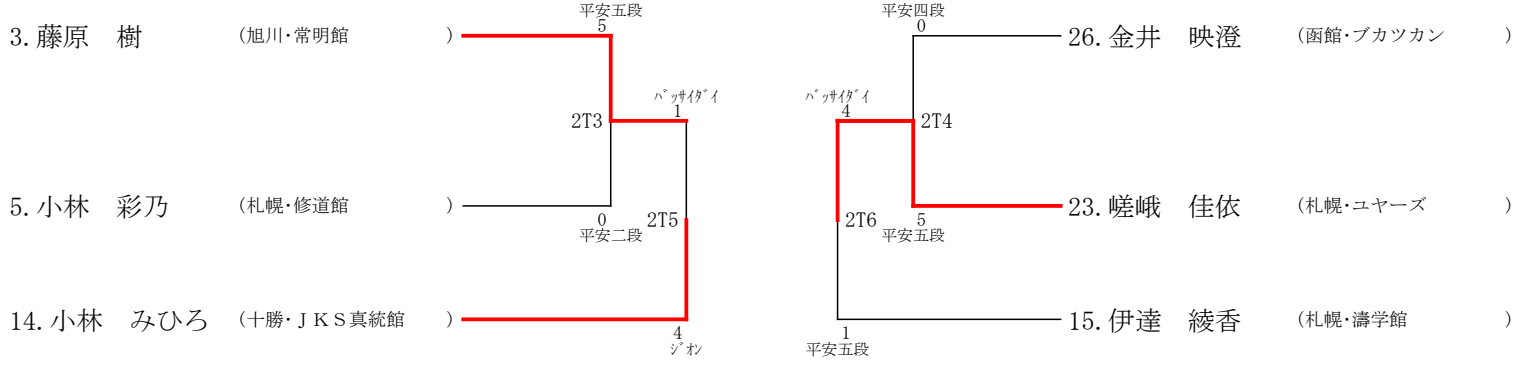 平安五段
5
3. 藤原　樹　（旭川・常明館　）
ﾊﾞｯｻｲﾀﾞｲ
1
2T3
5. 小林　彩乃　（札幌・修道館　）
0
平安二段
2T5
14. 小林　みひろ　（十勝・ＪＫＳ真統館　）
4
ｼﾞｵﾝ
平安四段
0
26. 金井　映澄　（函館・ブカツカン　）
ﾊﾞｯｻｲﾀﾞｲ
4
2T4
23. 嵯峨　佳依　（札幌・ユヤーズ　）
5
平安五段
2T6
15. 伊達　綾香　（札幌・濤学館　）
1
平安五段